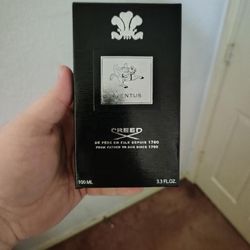 AVENTUS
CREED
DE PÈRE EN FILS DEPUIS 1760
FROM FATHER TO SON SINCE 1760
100 ML 3.3 FL.OZ.